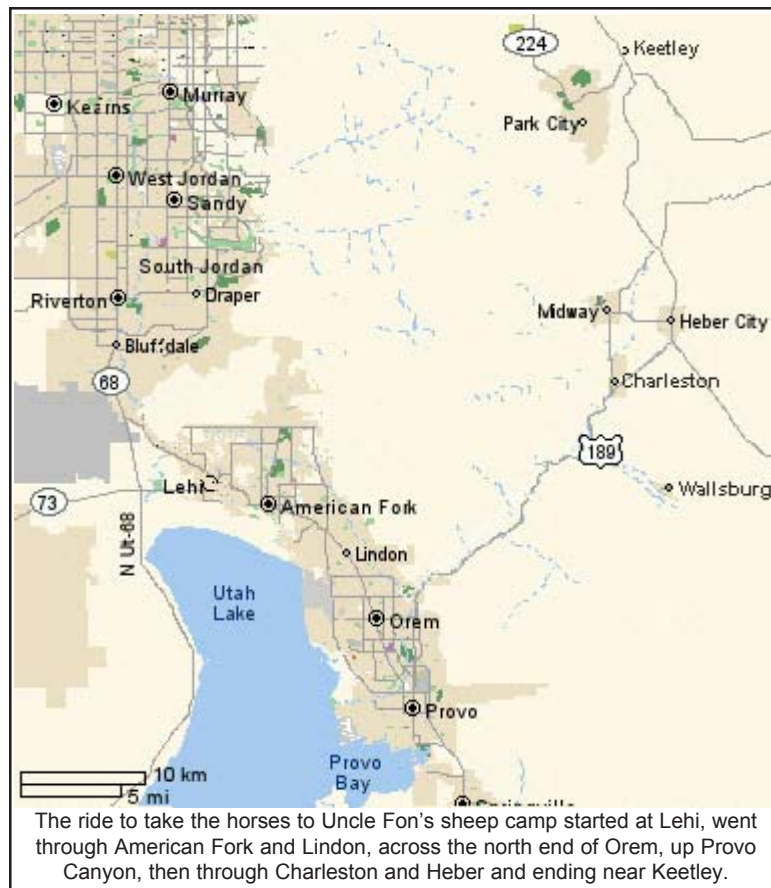 224
Keetley
Murray
Kearns
Park City
West Jordan
Sandy
South Jordan
Riverton
Draper
Midway
Heber City
Bluffdale
68
Charleston
189
Lehi
73
American Fork
Wallsburg
N Ut-68
Lindon
Utah
Lake
Orem
Provo
Provo
Bay
10 km
5 mi
The ride to take the horses to Uncle Fon's sheep camp started at Lehi, went
through American Fork and Lindon, across the north end of Orem, up Provo
Canyon, then through Charleston and Heber and ending near Keetley.